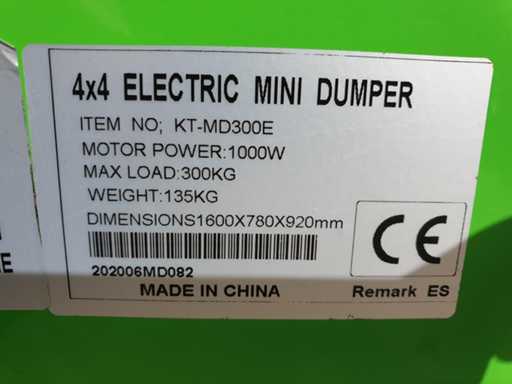 4x4 ELECTRIC MINI DUMPER
ITEM NO; KT-MD300E
MOTOR POWER:1000W
MAX LOAD:300KG
WEIGHT:135KG
DIMENSIONS1600X780X920mm
CE
202006MD082
MADE IN CHINA
Remark ES